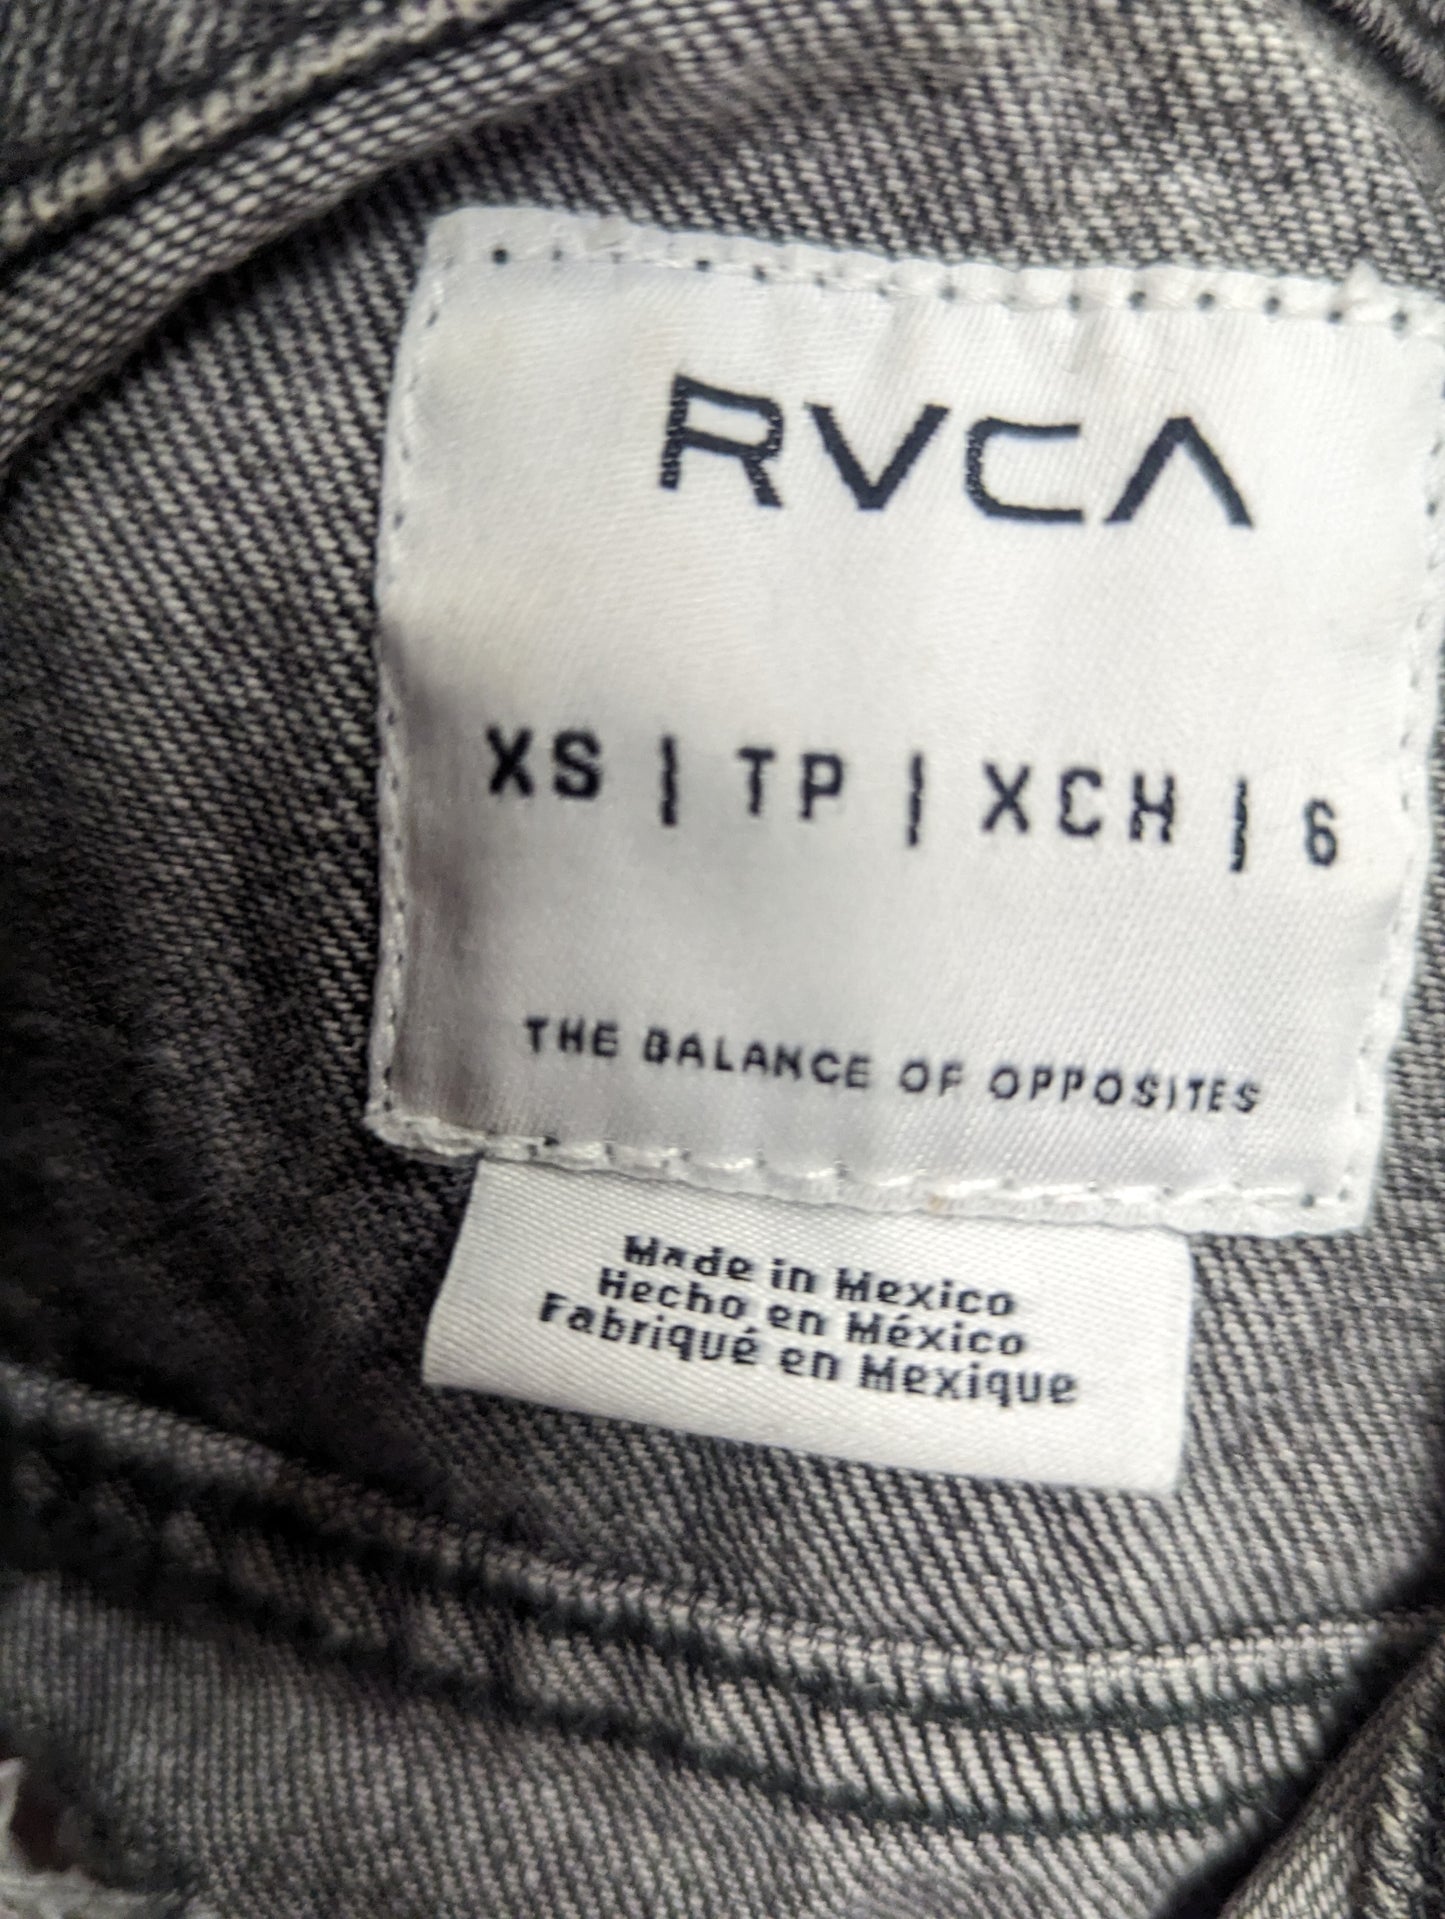 RVCA
XS | TP | XCH | 6
THE BALANCE OF OPPOSITES
Made in Mexico
Hecho en México
Fabriqué en Mexique